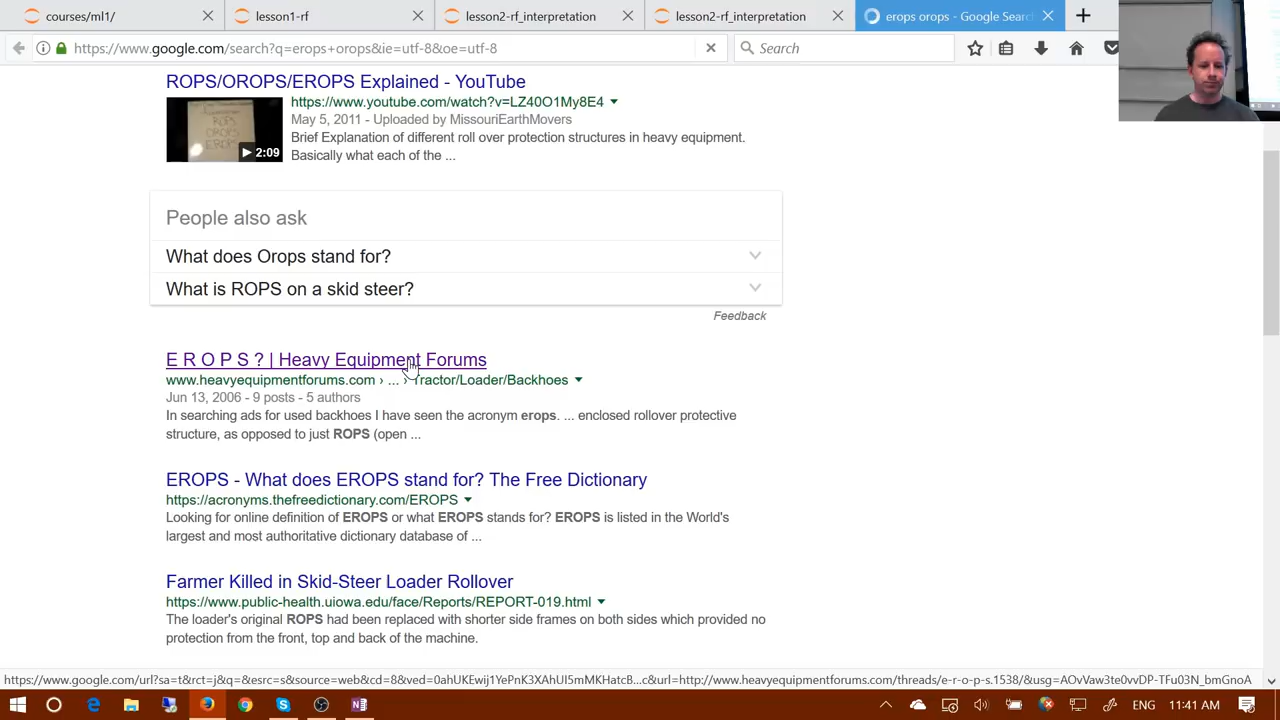 courses/ml1/
lesson1-rf
lesson2-rf_interpretation
lesson2-rf_interpretation
erops orops - Google Searc
https://www.google.com/search?q=erops+orops&ie=utf-8&oe=utf-8
Search
ROPS/OROPS/EROPS Explained - YouTube
https://www.youtube.com/watch?v=LZ40O1My8E4
May 5, 2011 - Uploaded by MissouriEarthMovers
Brief Explanation of different roll over protection structures in heavy equipment.
Basically what each of the ...
ROPS
OROPS
EROPS
2:09
People also ask
What does Orops stand for?
What is ROPS on a skid steer?
Feedback
E R O P S ? | Heavy Equipment Forums
www.heavyequipmentforums.com › ... › Tractor/Loader/Backhoes
Jun 13, 2006 - 9 posts - 5 authors
In searching ads for used backhoes I have seen the acronym erops. ... enclosed rollover protective
structure, as opposed to just ROPS (open ...
EROPS - What does EROPS stand for? The Free Dictionary
https://acronyms.thefreedictionary.com/EROPS
Looking for online definition of EROPS or what EROPS stands for? EROPS is listed in the World's
largest and most authoritative dictionary database of ...
Farmer Killed in Skid-Steer Loader Rollover
https://www.public-health.uiowa.edu/face/Reports/REPORT-019.html
The loader's original ROPS had been replaced with shorter side frames on both sides which provided no
protection from the front, top and back of the machine.
https://www.google.com/url?sa=t&rct=j&q=&esrc=s&source=web&cd=8&ved=0ahUKEwij1YePnK3XAhUI5mMKHatcB...c&url=http://www.heavyequipmentforums.com/threads/e-r-o-p-s.1538/&usg=AOvVaw3te0vvDP-TFu03N_bmGnoA
ENG
11:41 AM